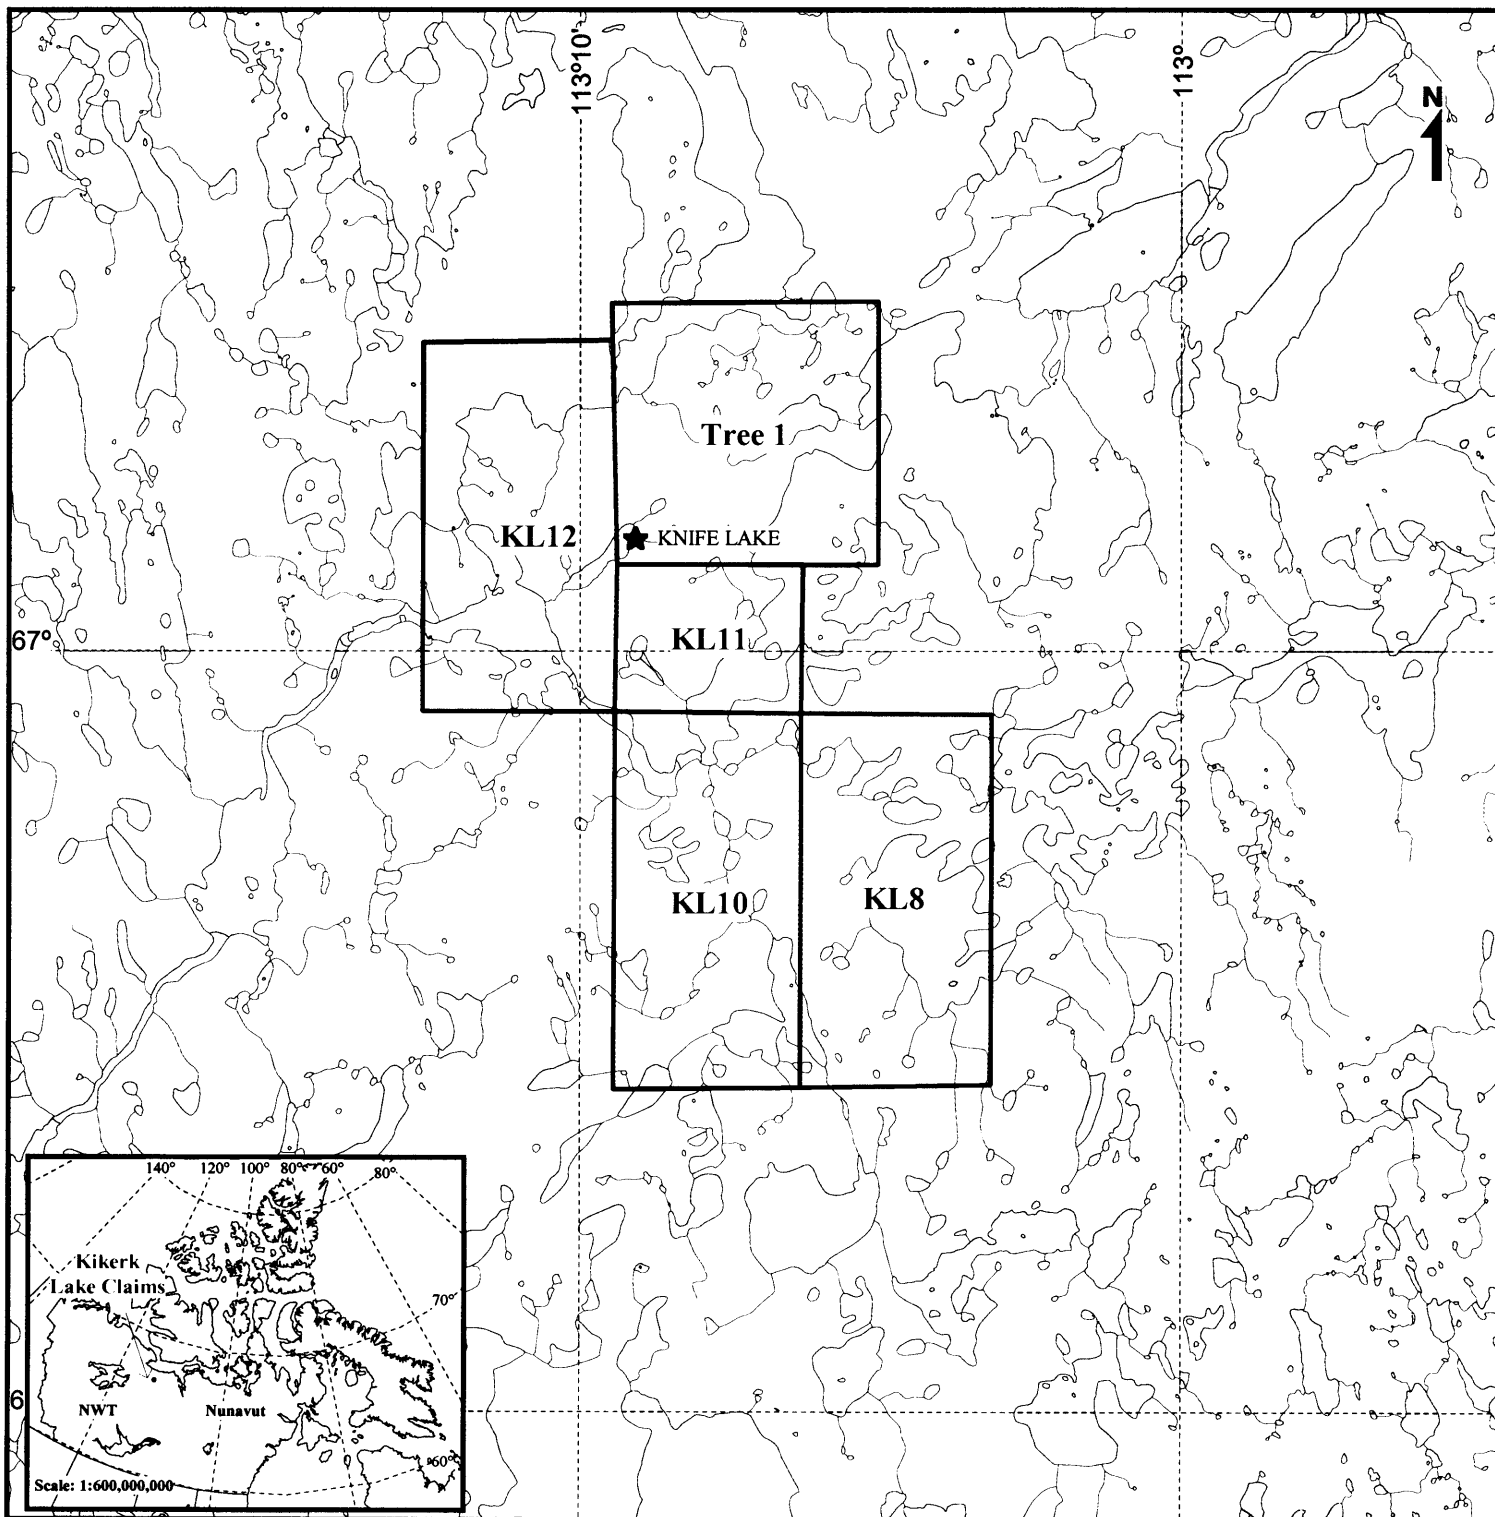 113°10'
113°
N
Tree 1
KL12
KNIFE LAKE
67°
KL11
KL10
KL8
140° 120° 100° 80° 60° 80°
Kikerk
Lake Claims
70°
6
NWT
Nunavut
60°
Scale: 1:600,000,000